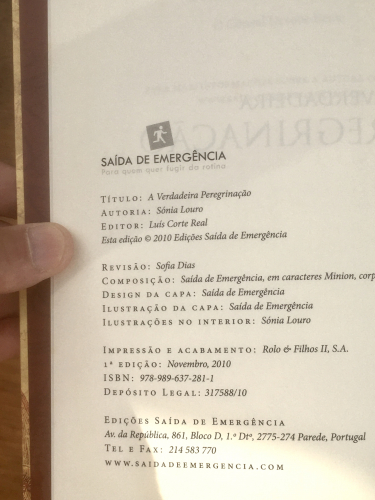 SAÍDA DE EMERGÊNCIA
Para quem quer fugir da rotina
TÍTULO: A Verdadeira Peregrinação
AUTORIA: Sónia Louro
EDITOR: Luís Corte Real
Esta edição © 2010 Edições Saída de Emergência
REVISÃO: Sofia Dias
COMPOSIÇÃO: Saída de Emergência, em caracteres Minion, corp
DESIGN DA CAPA: Saída de Emergência
ILUSTRAÇÃO DA CAPA: Saída de Emergência
ILUSTRAÇÕES NO INTERIOR: Sónia Louro
IMPRESSÃO E ACABAMENTO: Rolo & Filhos II, S.A.
1ª EDIÇÃO: Novembro, 2010
ISBN: 978-989-637-281-1
DEPÓSITO LEGAL: 317588/10
EDIÇÕES SAÍDA DE EMERGÊNCIA
Av. da República, 861, Bloco D, 1.º Dtº, 2775-274 Parede, Portugal
TEL E FAX: 214 583 770
WWW.SAIDADEEMERGENCIA.COM